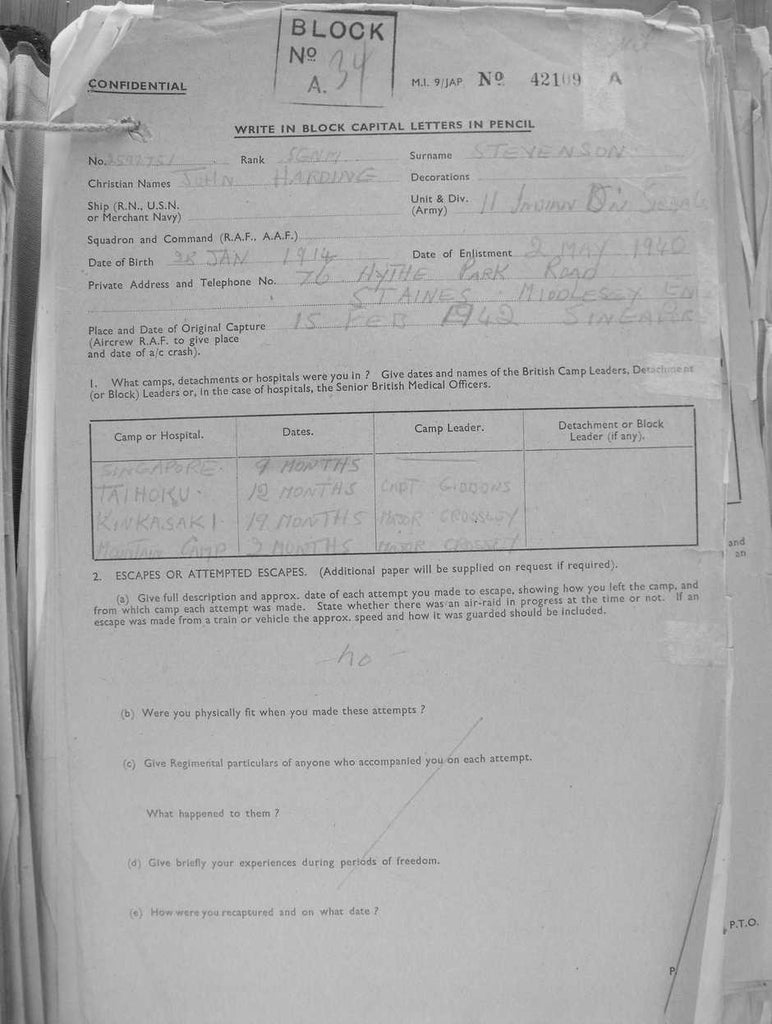 BLOCK
Nº
A. 34
CONFIDENTIAL
M.I. 9/JAP Nº 42109 A
WRITE IN BLOCK CAPITAL LETTERS IN PENCIL
No. Rank SGNM Surname STEVENSON
Christian Names JOHN HARDING Decorations
Ship (R.N., U.S.N. or Merchant Navy)
Unit & Div. (Army) 11 INDIAN DIV SIGNALS
Squadron and Command (R.A.F., A.A.F.)
Date of Birth 28 JAN 1914 Date of Enlistment 2 MAY 1940
Private Address and Telephone No. 76 HYTHE PARK ROAD
STAINES MIDDLESEX EN
Place and Date of Original Capture 15 FEB 1942 SINGAPR
(Aircrew R.A.F. to give place
and date of a/c crash).
1. What camps, detachments or hospitals were you in ? Give dates and names of the British Camp Leaders, Detachment
(or Block) Leaders or, in the case of hospitals, the Senior British Medical Officers.
Camp or Hospital. Dates. Camp Leader. Detachment or Block Leader (if any).
SINGAPORE. 9 MONTHS
TAIHOKU. 12 MONTHS CAPT GIBBONS
KINKASAKI. 19 MONTHS MAJOR CROSSLEY
MOUNTAIN CAMP 2 MONTHS MAJOR CROSSLEY
2. ESCAPES OR ATTEMPTED ESCAPES. (Additional paper will be supplied on request if required).
(a) Give full description and approx. date of each attempt you made to escape, showing how you left the camp, and
from which camp each attempt was made. State whether there was an air-raid in progress at the time or not. If an
escape was made from a train or vehicle the approx. speed and how it was guarded should be included.
— no —
(b) Were you physically fit when you made these attempts ?
(c) Give Regimental particulars of anyone who accompanied you on each attempt.
What happened to them ?
(d) Give briefly your experiences during periods of freedom.
(e) How were you recaptured and on what date ?
P
and
an
P.T.O.